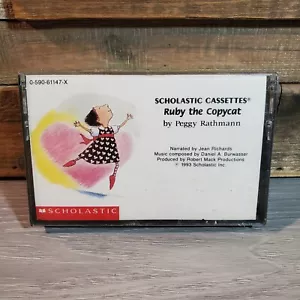 0-590-61147-X
SCHOLASTIC CASSETTES®
Ruby the Copycat
by Peggy Rathmann
Narrated by Jean Richards
Music composed by Daniel A. Burwasser
Produced by Robert Mack Productions
℗ 1993 Scholastic Inc.
SCHOLASTIC